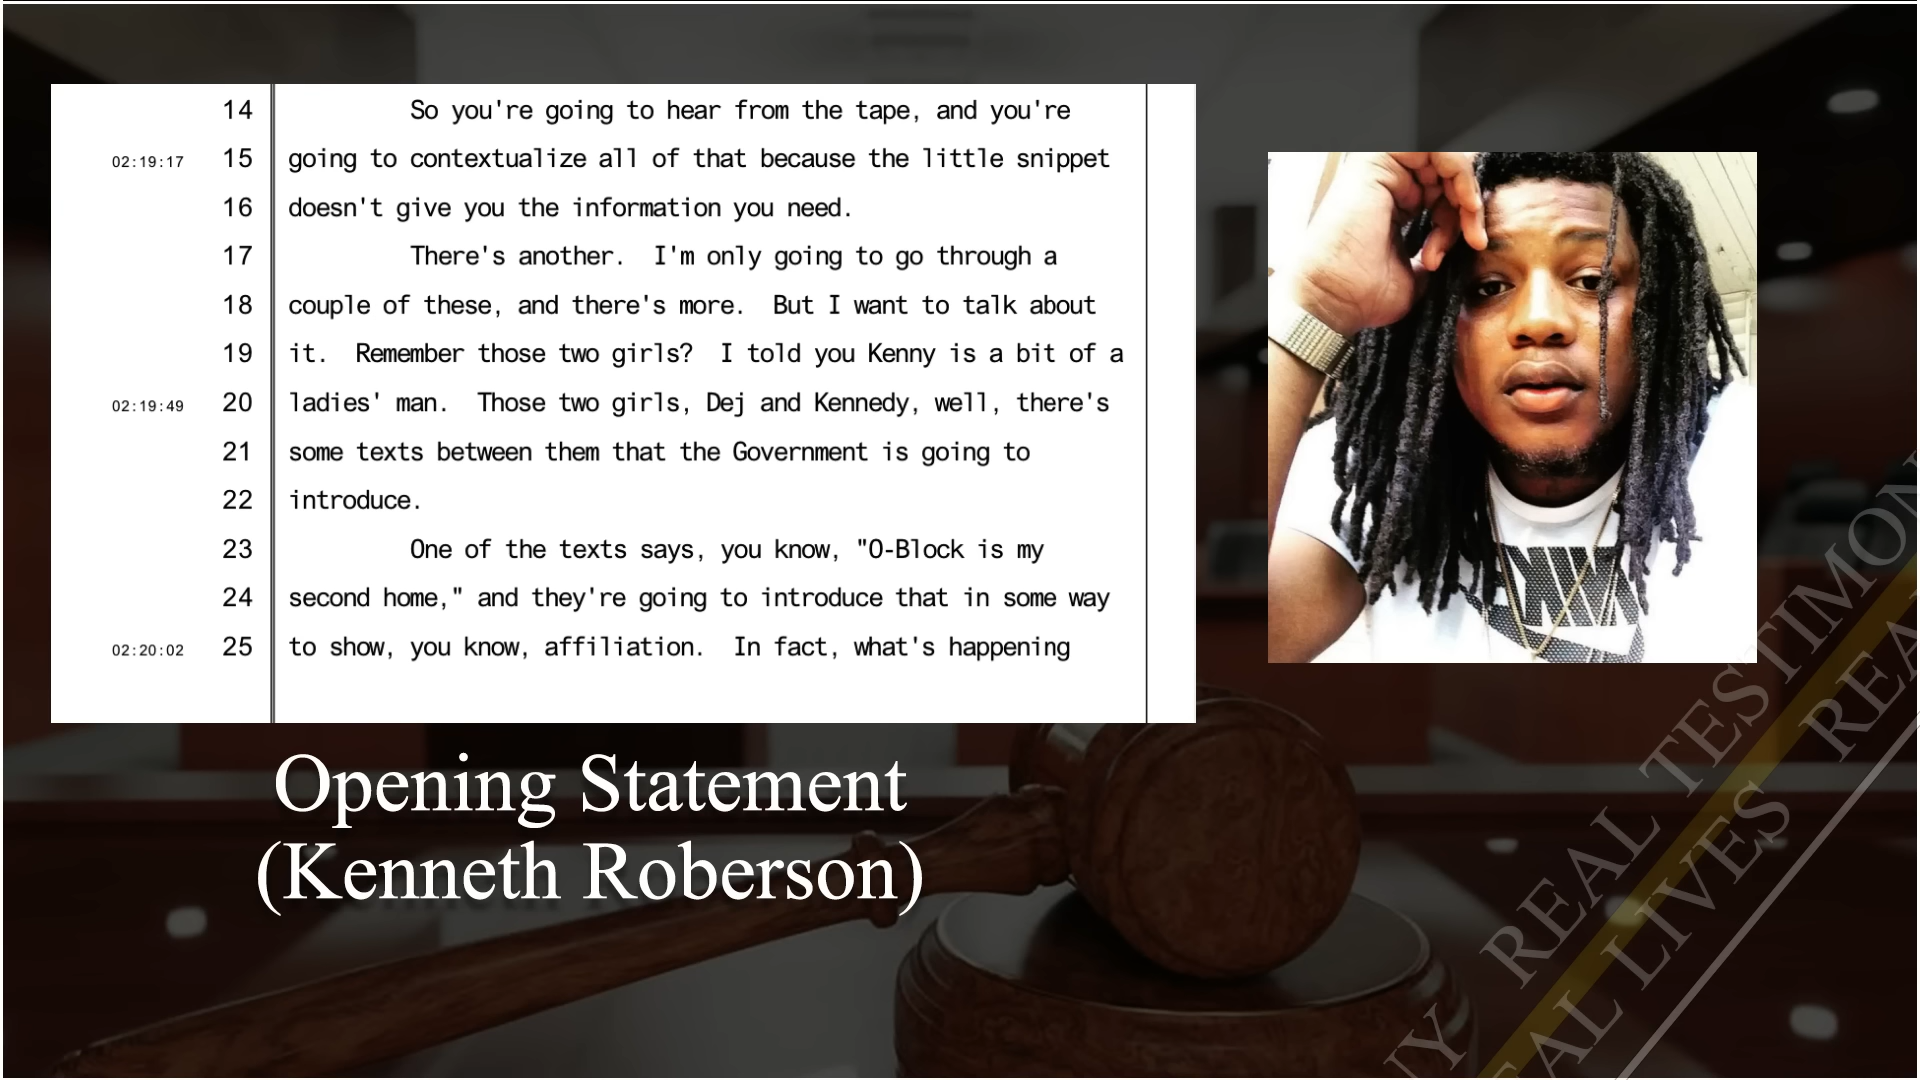 14 So you're going to hear from the tape, and you're
02:19:17 15 going to contextualize all of that because the little snippet
16 doesn't give you the information you need.
17 There's another. I'm only going to go through a
18 couple of these, and there's more. But I want to talk about
19 it. Remember those two girls? I told you Kenny is a bit of a
02:19:49 20 ladies' man. Those two girls, Dej and Kennedy, well, there's
21 some texts between them that the Government is going to
22 introduce.
23 One of the texts says, you know, "O-Block is my
24 second home," and they're going to introduce that in some way
02:20:02 25 to show, you know, affiliation. In fact, what's happening
Opening Statement
(Kenneth Roberson)
REAL TESTIMON
LIVES